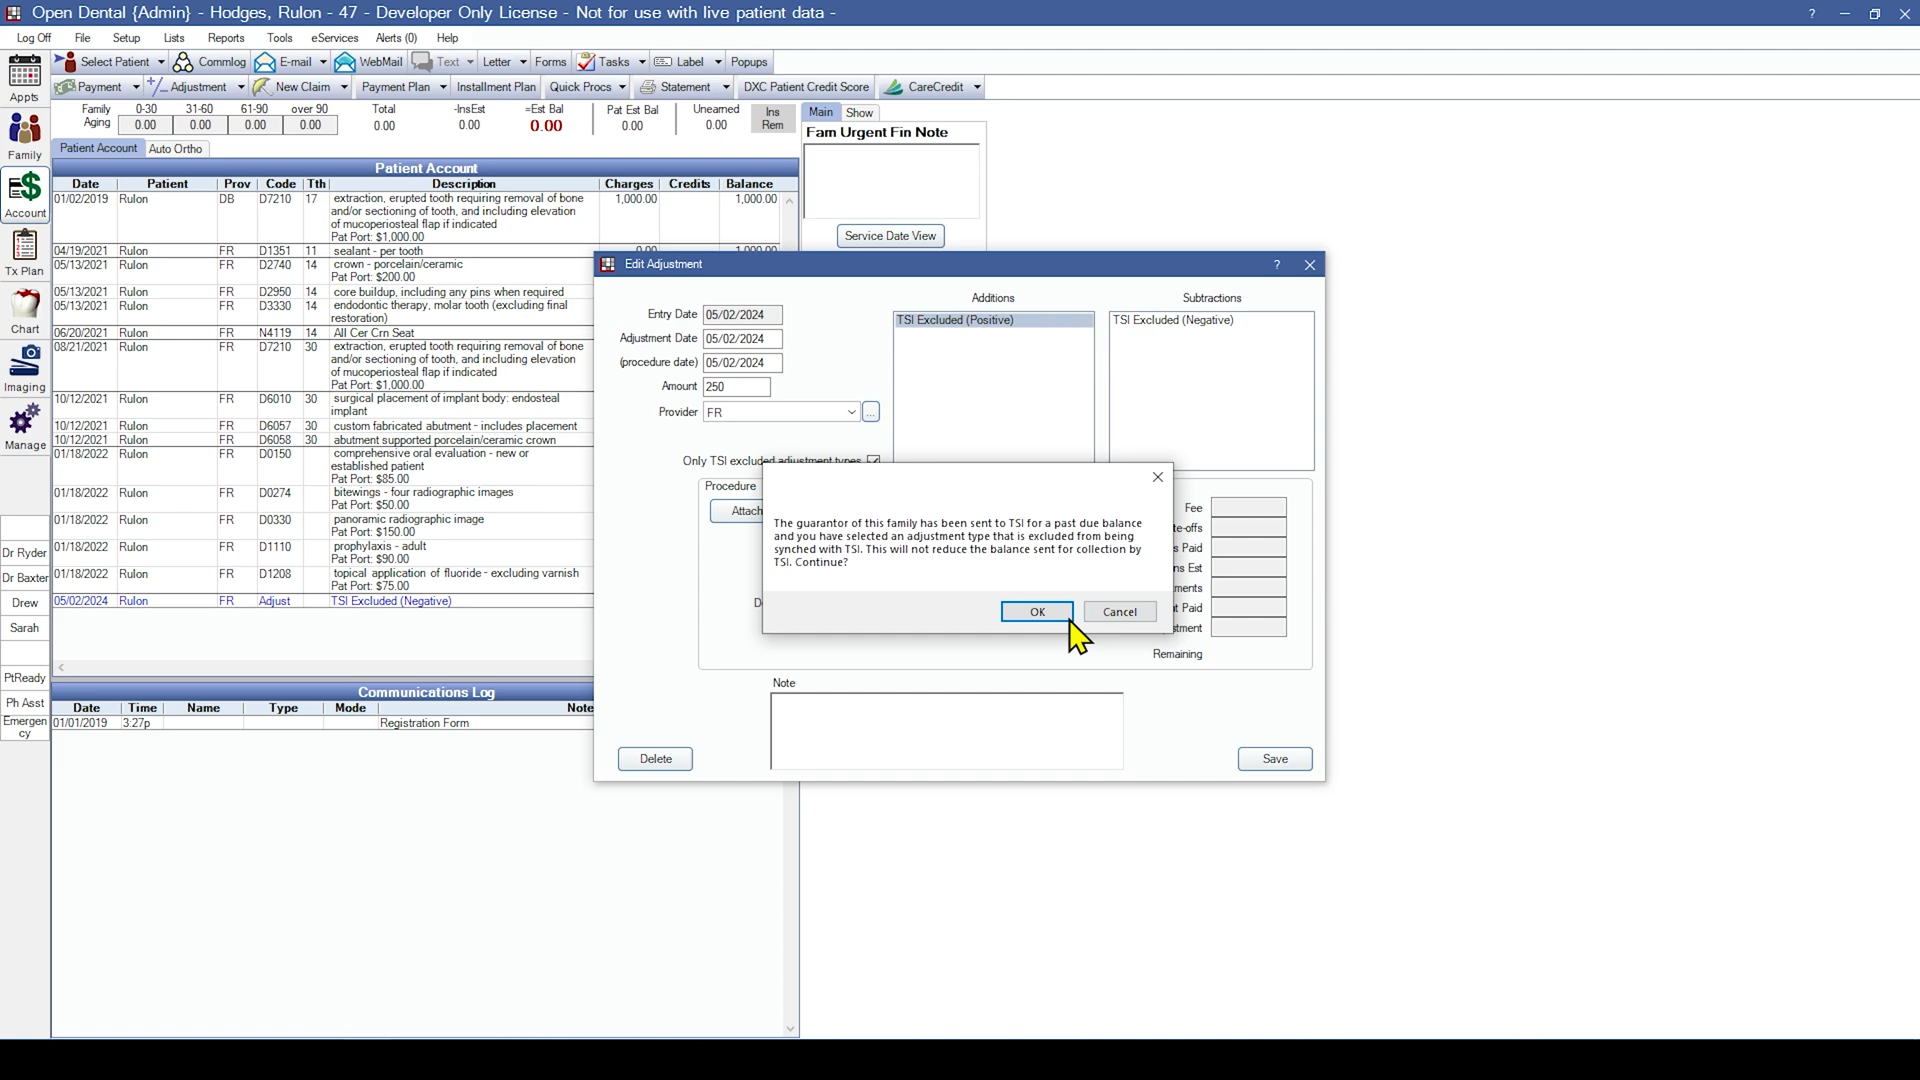 Open Dental {Admin} - Hodges, Rulon - 47 - Developer Only License - Not for use with live patient data -
Log Off File Setup Lists Reports Tools eServices Alerts (0) Help
Select Patient Commlog E-mail WebMail Text Letter Forms Tasks Label Popups
Payment Adjustment New Claim Payment Plan Installment Plan Quick Procs Statement DXC Patient Credit Score CareCredit
Appts
Family
Account
Tx Plan
Chart
Imaging
Manage
Dr Ryder
Dr Baxter
Drew
Sarah
PtReady
Ph Asst
Emergen
cy
Family 0-30 31-60 61-90 over 90 Total -InsEst =Est Bal Pat Est Bal Unearned Ins
Aging 0.00 0.00 0.00 0.00 0.00 0.00 0.00 0.00 0.00 Rem
Main Show
Fam Urgent Fin Note
Service Date View
Patient Account Auto Ortho
Patient Account
Date Patient Prov Code Tth Description Charges Credits Balance
01/02/2019 Rulon DB D7210 17 extraction, erupted tooth requiring removal of bone 1,000.00 1,000.00
and/or sectioning of tooth, and including elevation
of mucoperiosteal flap if indicated
Pat Port: $1,000.00
04/19/2021 Rulon FR D1351 11 sealant - per tooth 0.00 1,000.00
05/13/2021 Rulon FR D2740 14 crown - porcelain/ceramic
Pat Port: $200.00
05/13/2021 Rulon FR D2950 14 core buildup, including any pins when required
05/13/2021 Rulon FR D3330 14 endodontic therapy, molar tooth (excluding final
restoration)
06/20/2021 Rulon FR N4119 14 All Cer Crn Seat
08/21/2021 Rulon FR D7210 30 extraction, erupted tooth requiring removal of bone
and/or sectioning of tooth, and including elevation
of mucoperiosteal flap if indicated
Pat Port: $1,000.00
10/12/2021 Rulon FR D6010 30 surgical placement of implant body: endosteal
implant
10/12/2021 Rulon FR D6057 30 custom fabricated abutment - includes placement
10/12/2021 Rulon FR D6058 30 abutment supported porcelain/ceramic crown
01/18/2022 Rulon FR D0150 comprehensive oral evaluation - new or
established patient
Pat Port: $85.00
01/18/2022 Rulon FR D0274 bitewings - four radiographic images
Pat Port: $50.00
01/18/2022 Rulon FR D0330 panoramic radiographic image
Pat Port: $150.00
01/18/2022 Rulon FR D1110 prophylaxis - adult
Pat Port: $90.00
01/18/2022 Rulon FR D1208 topical application of fluoride - excluding varnish
Pat Port: $75.00
05/02/2024 Rulon FR Adjust TSI Excluded (Negative)
Communications Log
Date Time Name Type Mode Note
01/01/2019 3:27p Registration Form
Edit Adjustment
Entry Date 05/02/2024
Adjustment Date 05/02/2024
(procedure date) 05/02/2024
Amount 250
Provider FR ...
Only TSI excluded adjustment types
Additions
TSI Excluded (Positive)
Subtractions
TSI Excluded (Negative)
Procedure
Attach
D
Fee
te-offs
s Paid
ns Est
ments
t Paid
stment
Remaining
The guarantor of this family has been sent to TSI for a past due balance
and you have selected an adjustment type that is excluded from being
synched with TSI. This will not reduce the balance sent for collection by
TSI. Continue?
OK Cancel
Note
Delete Save